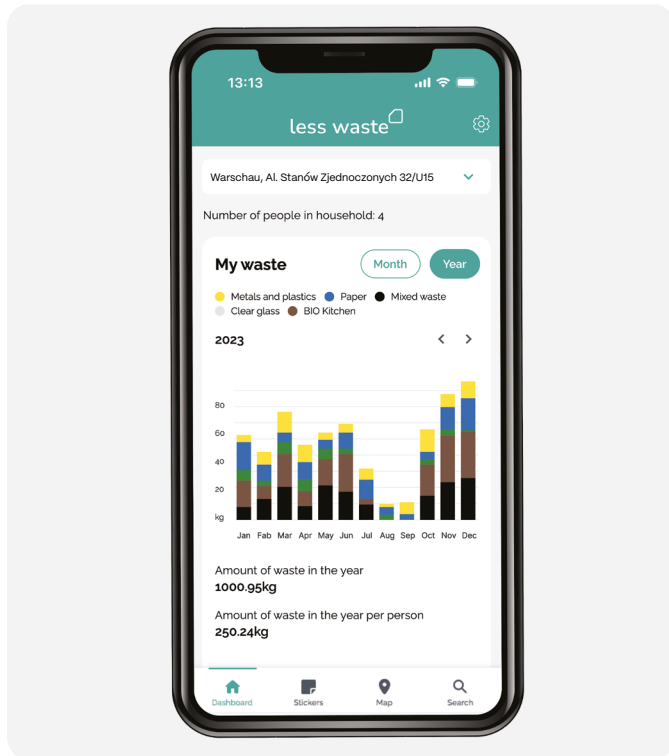 13:13
less waste
Warschau, Al. Stanów Zjednoczonych 32/U15
Number of people in household: 4
My waste
Month
Year
Metals and plastics Paper Mixed waste
Clear glass BIO Kitchen
2023
80
60
40
20
kg
Jan Fab Mar Apr May Jun Jul Aug Sep Oct Nov Dec
Amount of waste in the year
1000.95kg
Amount of waste in the year per person
250.24kg
Dashboard Stickers Map Search